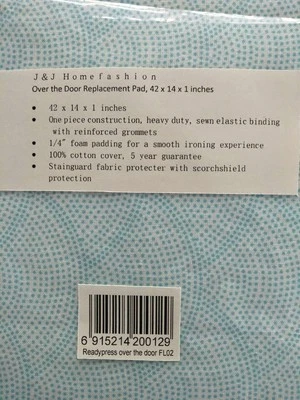 J&J Homefashion
Over the Door Replacement Pad, 42 x 14 x 1 inches
• 42 x 14 x 1 inches
• One piece construction, heavy duty, sewn elastic binding
with reinforced grommets
• 1/4″ foam padding for a smooth ironing experience
• 100% cotton cover, 5 year guarantee
• Stainguard fabric protecter with scorchshield
protection
6 915214 200129
Readypress over the door FL02